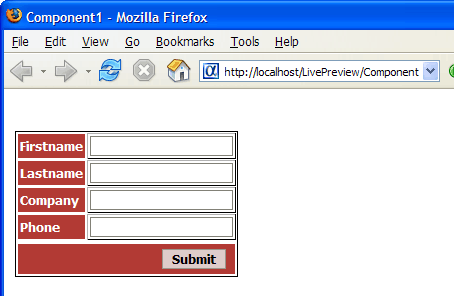 Component1 - Mozilla Firefox
File Edit View Go Bookmarks Tools Help
α http://localhost/LivePreview/Component
Firstname
Lastname
Company
Phone
Submit